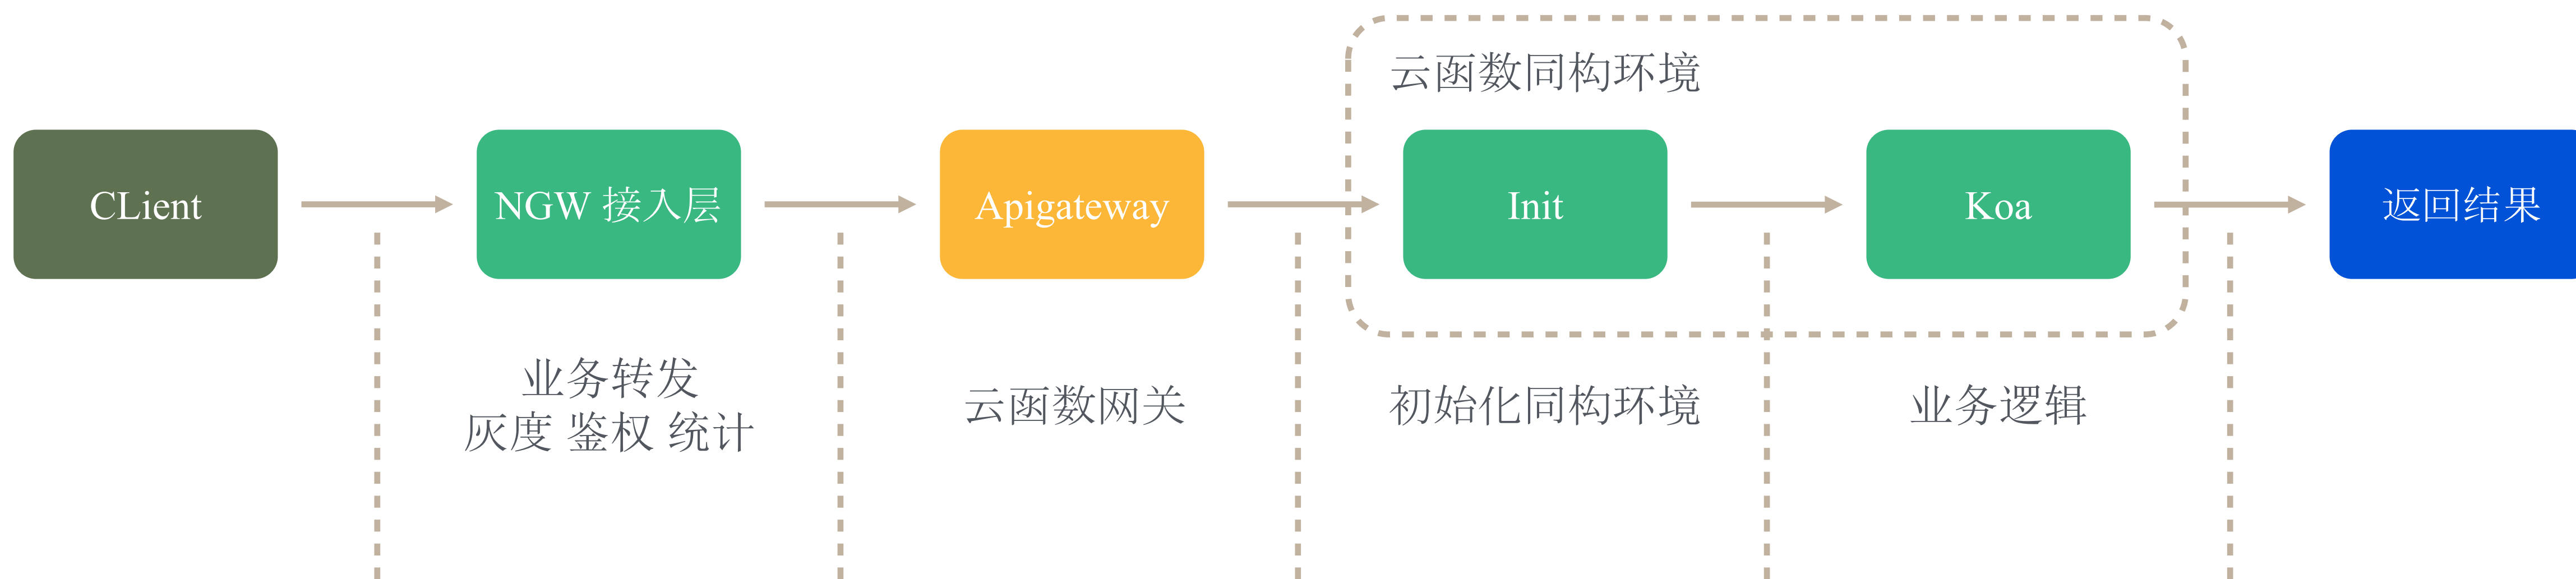 云函数同构环境
CLient
NGW 接入层
Apigateway
Init
Koa
返回结果
业务转发
灰度 鉴权 统计
云函数网关
初始化同构环境
业务逻辑